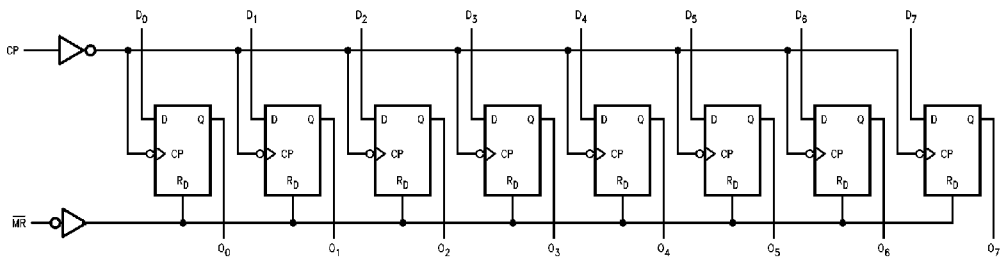 D0 D1 D2 D3 D4 D5 D6 D7
CP
D Q D Q D Q D Q D Q D Q D Q D Q
CP CP CP CP CP CP CP CP
RD RD RD RD RD RD RD RD
M̅R̅
O0 O1 O2 O3 O4 O5 O6 O7